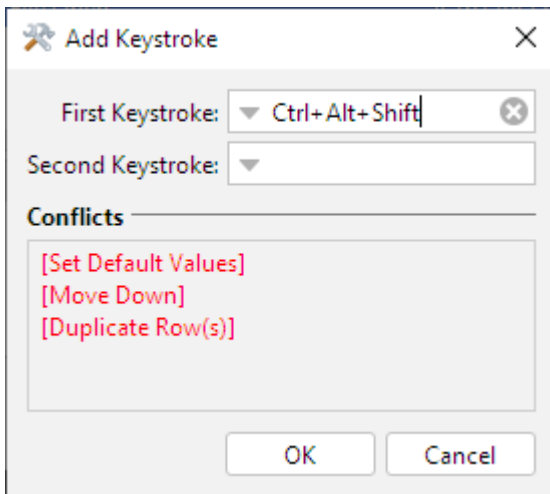 Add Keystroke
First Keystroke: Ctrl+Alt+Shift
Second Keystroke:
Conflicts
[Set Default Values]
[Move Down]
[Duplicate Row(s)]
OK Cancel